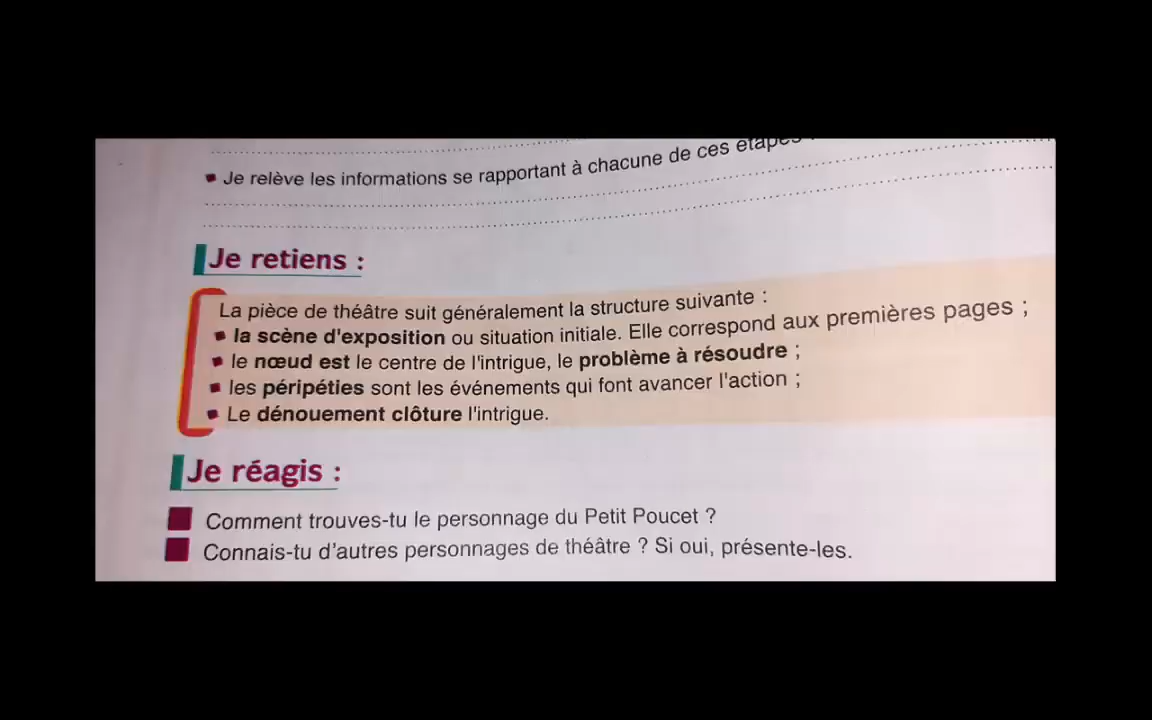 Je relève les informations se rapportant à chacune de ces étapes
Je retiens :
La pièce de théâtre suit généralement la structure suivante :
la scène d'exposition ou situation initiale. Elle correspond aux premières pages ;
le nœud est le centre de l'intrigue, le problème à résoudre ;
les péripéties sont les événements qui font avancer l'action ;
Le dénouement clôture l'intrigue.
Je réagis :
Comment trouves-tu le personnage du Petit Poucet ?
Connais-tu d'autres personnages de théâtre ? Si oui, présente-les.